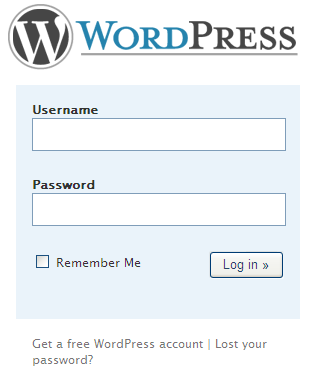 WORDPRESS
Username
Password
Remember Me
Log in »
Get a free WordPress account | Lost your
password?